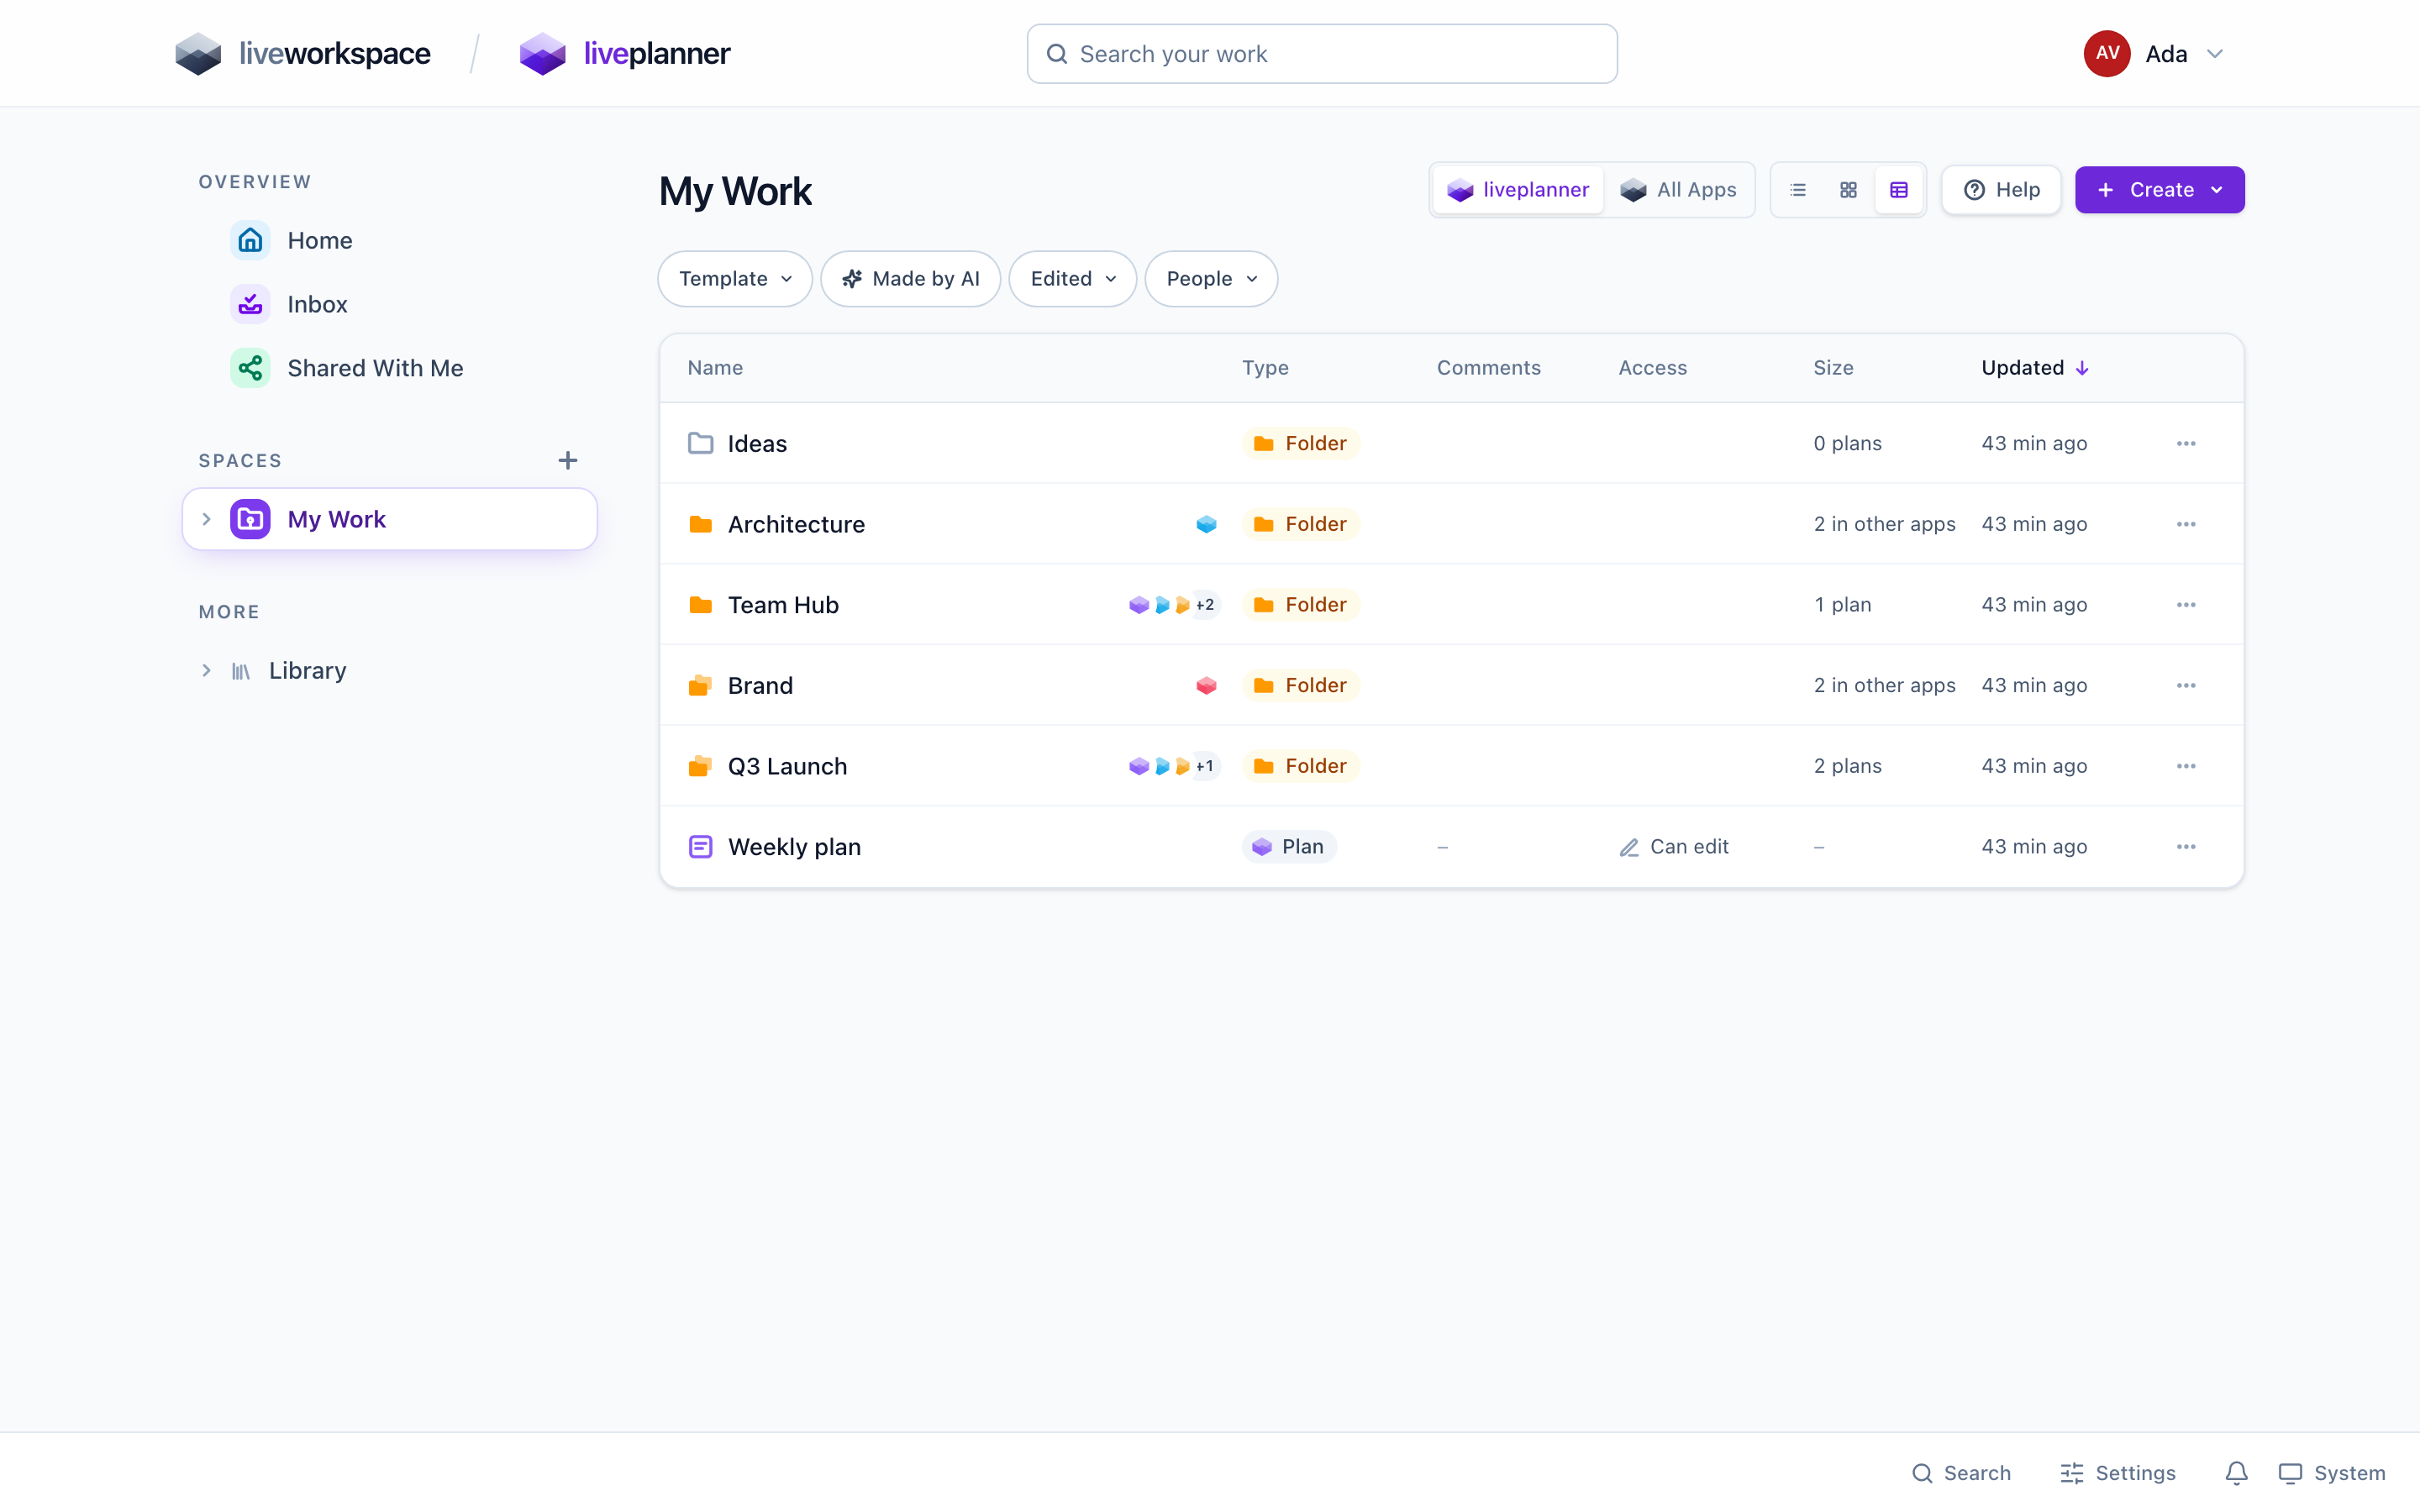 liveworkspace / liveplanner
Search your work
AV Ada
OVERVIEW
Home
Inbox
Shared With Me
SPACES
My Work
MORE
Library
My Work
liveplanner All Apps
Help
Create
Template Made by AI Edited People
Name Type Comments Access Size Updated
Ideas Folder 0 plans 43 min ago
Architecture Folder 2 in other apps 43 min ago
Team Hub +2 Folder 1 plan 43 min ago
Brand Folder 2 in other apps 43 min ago
Q3 Launch +1 Folder 2 plans 43 min ago
Weekly plan Plan – Can edit – 43 min ago
Search Settings System